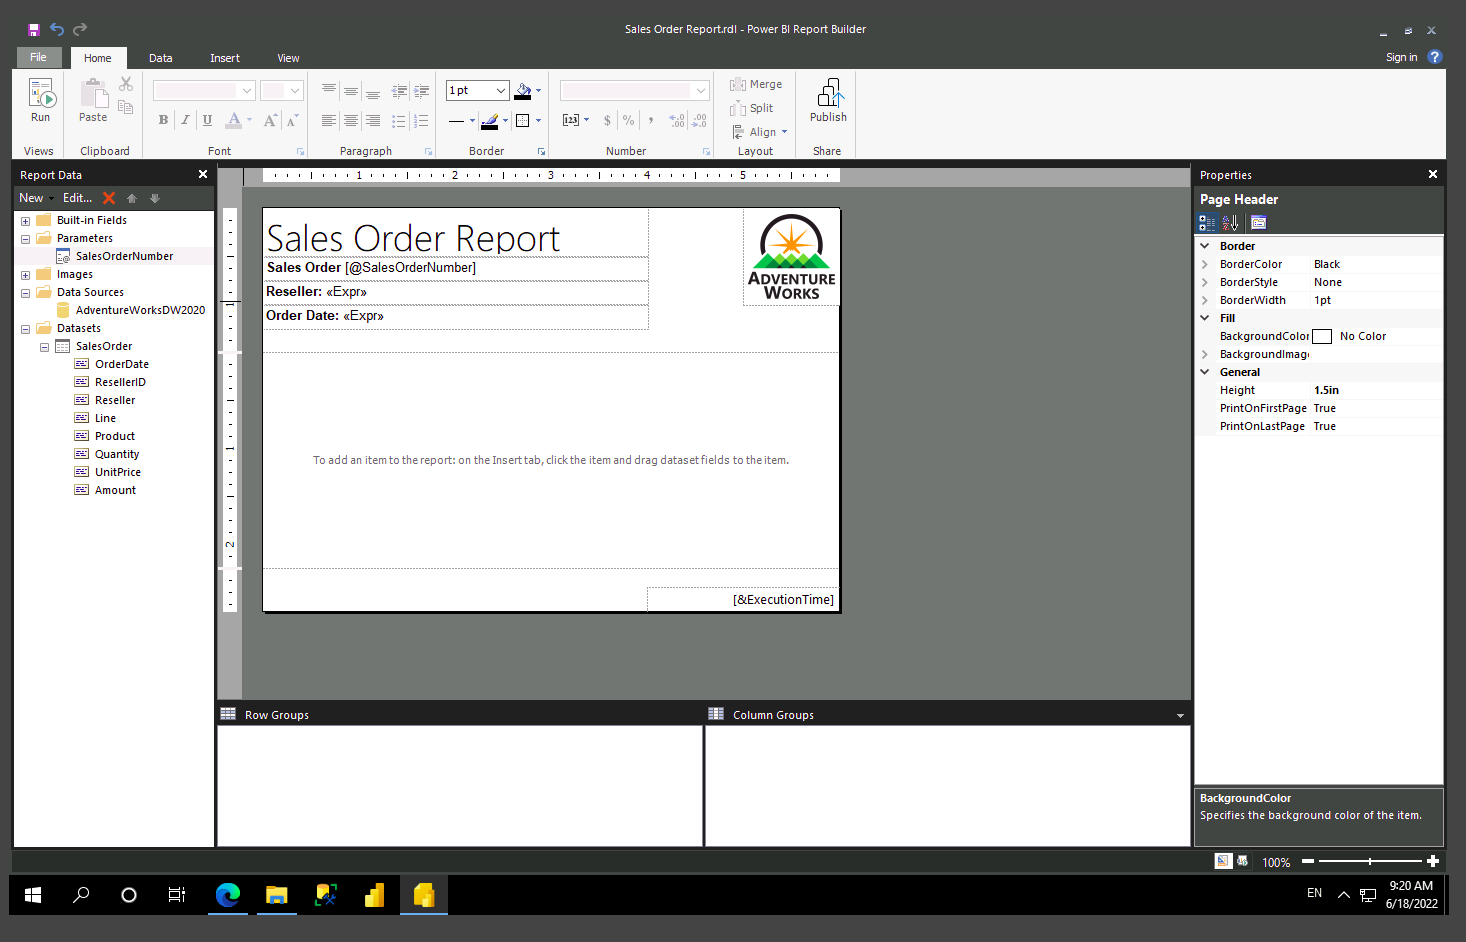 Sales Order Report.rdl - Power BI Report Builder
File Home Data Insert View Sign in
Run
Paste
B I U A A A
1pt
$ % ,
Merge
Split
Align
Publish
Views Clipboard Font Paragraph Border Number Layout Share
Report Data
New Edit...
Built-in Fields
Parameters
SalesOrderNumber
Images
Data Sources
AdventureWorksDW2020
Datasets
SalesOrder
OrderDate
ResellerID
Reseller
Line
Product
Quantity
UnitPrice
Amount
1 2 3 4 5
1
1
2
Sales Order Report
Sales Order [@SalesOrderNumber]
Reseller: «Expr»
Order Date: «Expr»
ADVENTURE
WORKS
To add an item to the report: on the Insert tab, click the item and drag dataset fields to the item.
[&ExecutionTime]
Row Groups
Column Groups
Properties
Page Header
Border
BorderColor Black
BorderStyle None
BorderWidth 1pt
Fill
BackgroundColor No Color
BackgroundImag
General
Height 1.5in
PrintOnFirstPage True
PrintOnLastPage True
BackgroundColor
Specifies the background color of the item.
100%
EN
9:20 AM
6/18/2022